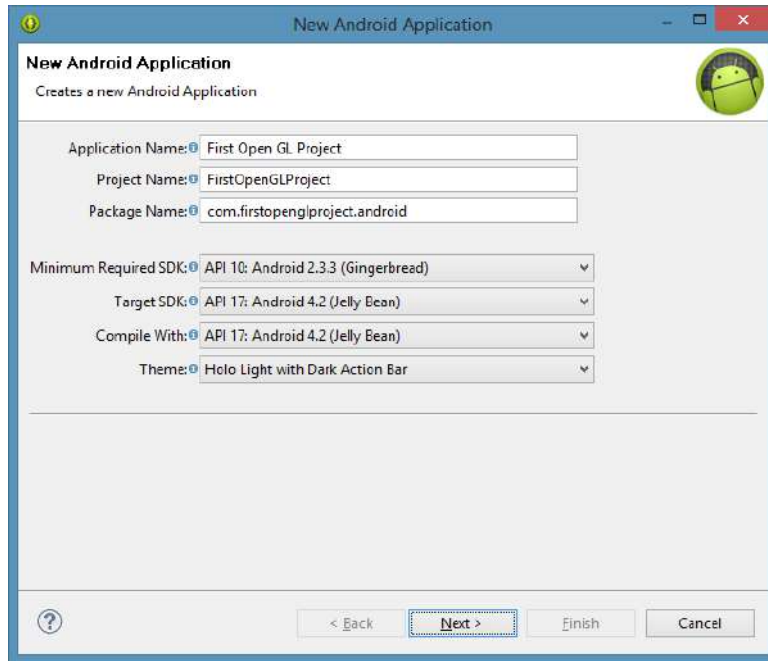 New Android Application
New Android Application
Creates a new Android Application
Application Name: First Open GL Project
Project Name: FirstOpenGLProject
Package Name: com.firstopenglproject.android
Minimum Required SDK: API 10: Android 2.3.3 (Gingerbread)
Target SDK: API 17: Android 4.2 (Jelly Bean)
Compile With: API 17: Android 4.2 (Jelly Bean)
Theme: Holo Light with Dark Action Bar
? < Back Next > Finish Cancel